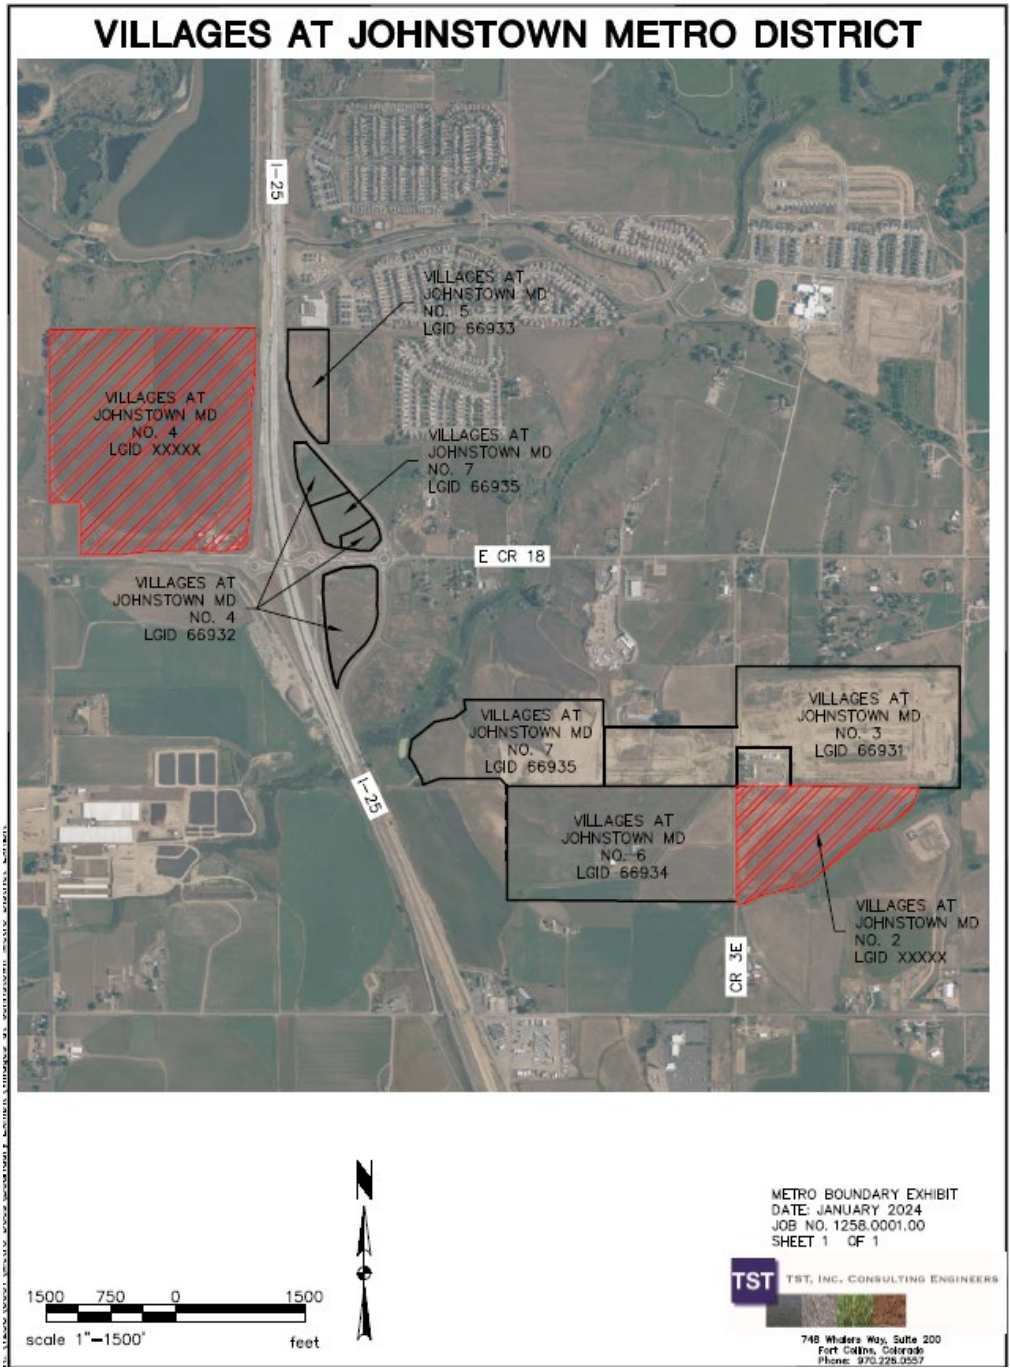 VILLAGES AT JOHNSTOWN METRO DISTRICT
I-25
VILLAGES AT
JOHNSTOWN MD
NO. 5
LGID 66933
VILLAGES AT
JOHNSTOWN MD
NO. 4
LGID XXXXX
VILLAGES AT
JOHNSTOWN MD
NO. 7
LGID 66935
E CR 18
VILLAGES AT
JOHNSTOWN MD
NO. 4
LGID 66932
VILLAGES AT
JOHNSTOWN MD
NO. 7
LGID 66935
VILLAGES AT
JOHNSTOWN MD
NO. 3
LGID 66931
I-25
VILLAGES AT
JOHNSTOWN MD
NO. 6
LGID 66934
VILLAGES AT
JOHNSTOWN MD
NO. 2
LGID XXXXX
CR 3E
N
METRO BOUNDARY EXHIBIT
DATE: JANUARY 2024
JOB NO. 1258.0001.00
SHEET 1 OF 1
TST
TST, INC. CONSULTING ENGINEERS
748 Whalers Way, Suite 200
Fort Collins, Colorado
Phone: 970.226.0557
1500 750 0 1500
scale 1"-1500' feet